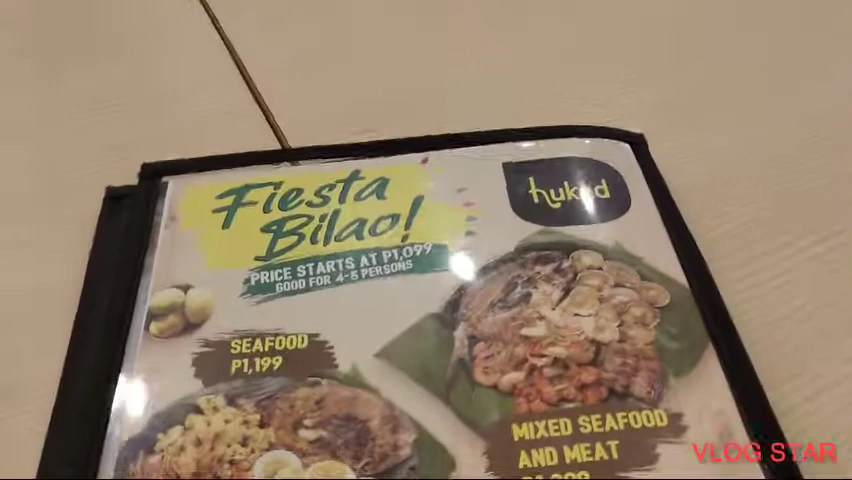 Fiesta
Bilao!
PRICE STARTS AT P1,099
GOOD FOR 4-5 PERSONS
hukad
SEAFOOD
P1,199
MIXED SEAFOOD
AND MEAT
VLOG STAR